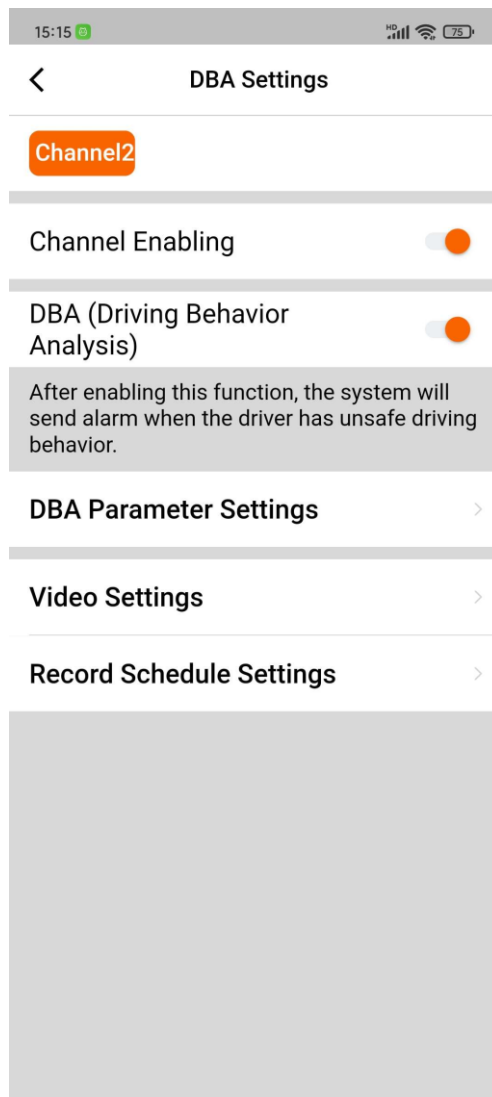 15:15
HD 75
DBA Settings
Channel2
Channel Enabling
DBA (Driving Behavior
Analysis)
After enabling this function, the system will
send alarm when the driver has unsafe driving
behavior.
DBA Parameter Settings
Video Settings
Record Schedule Settings